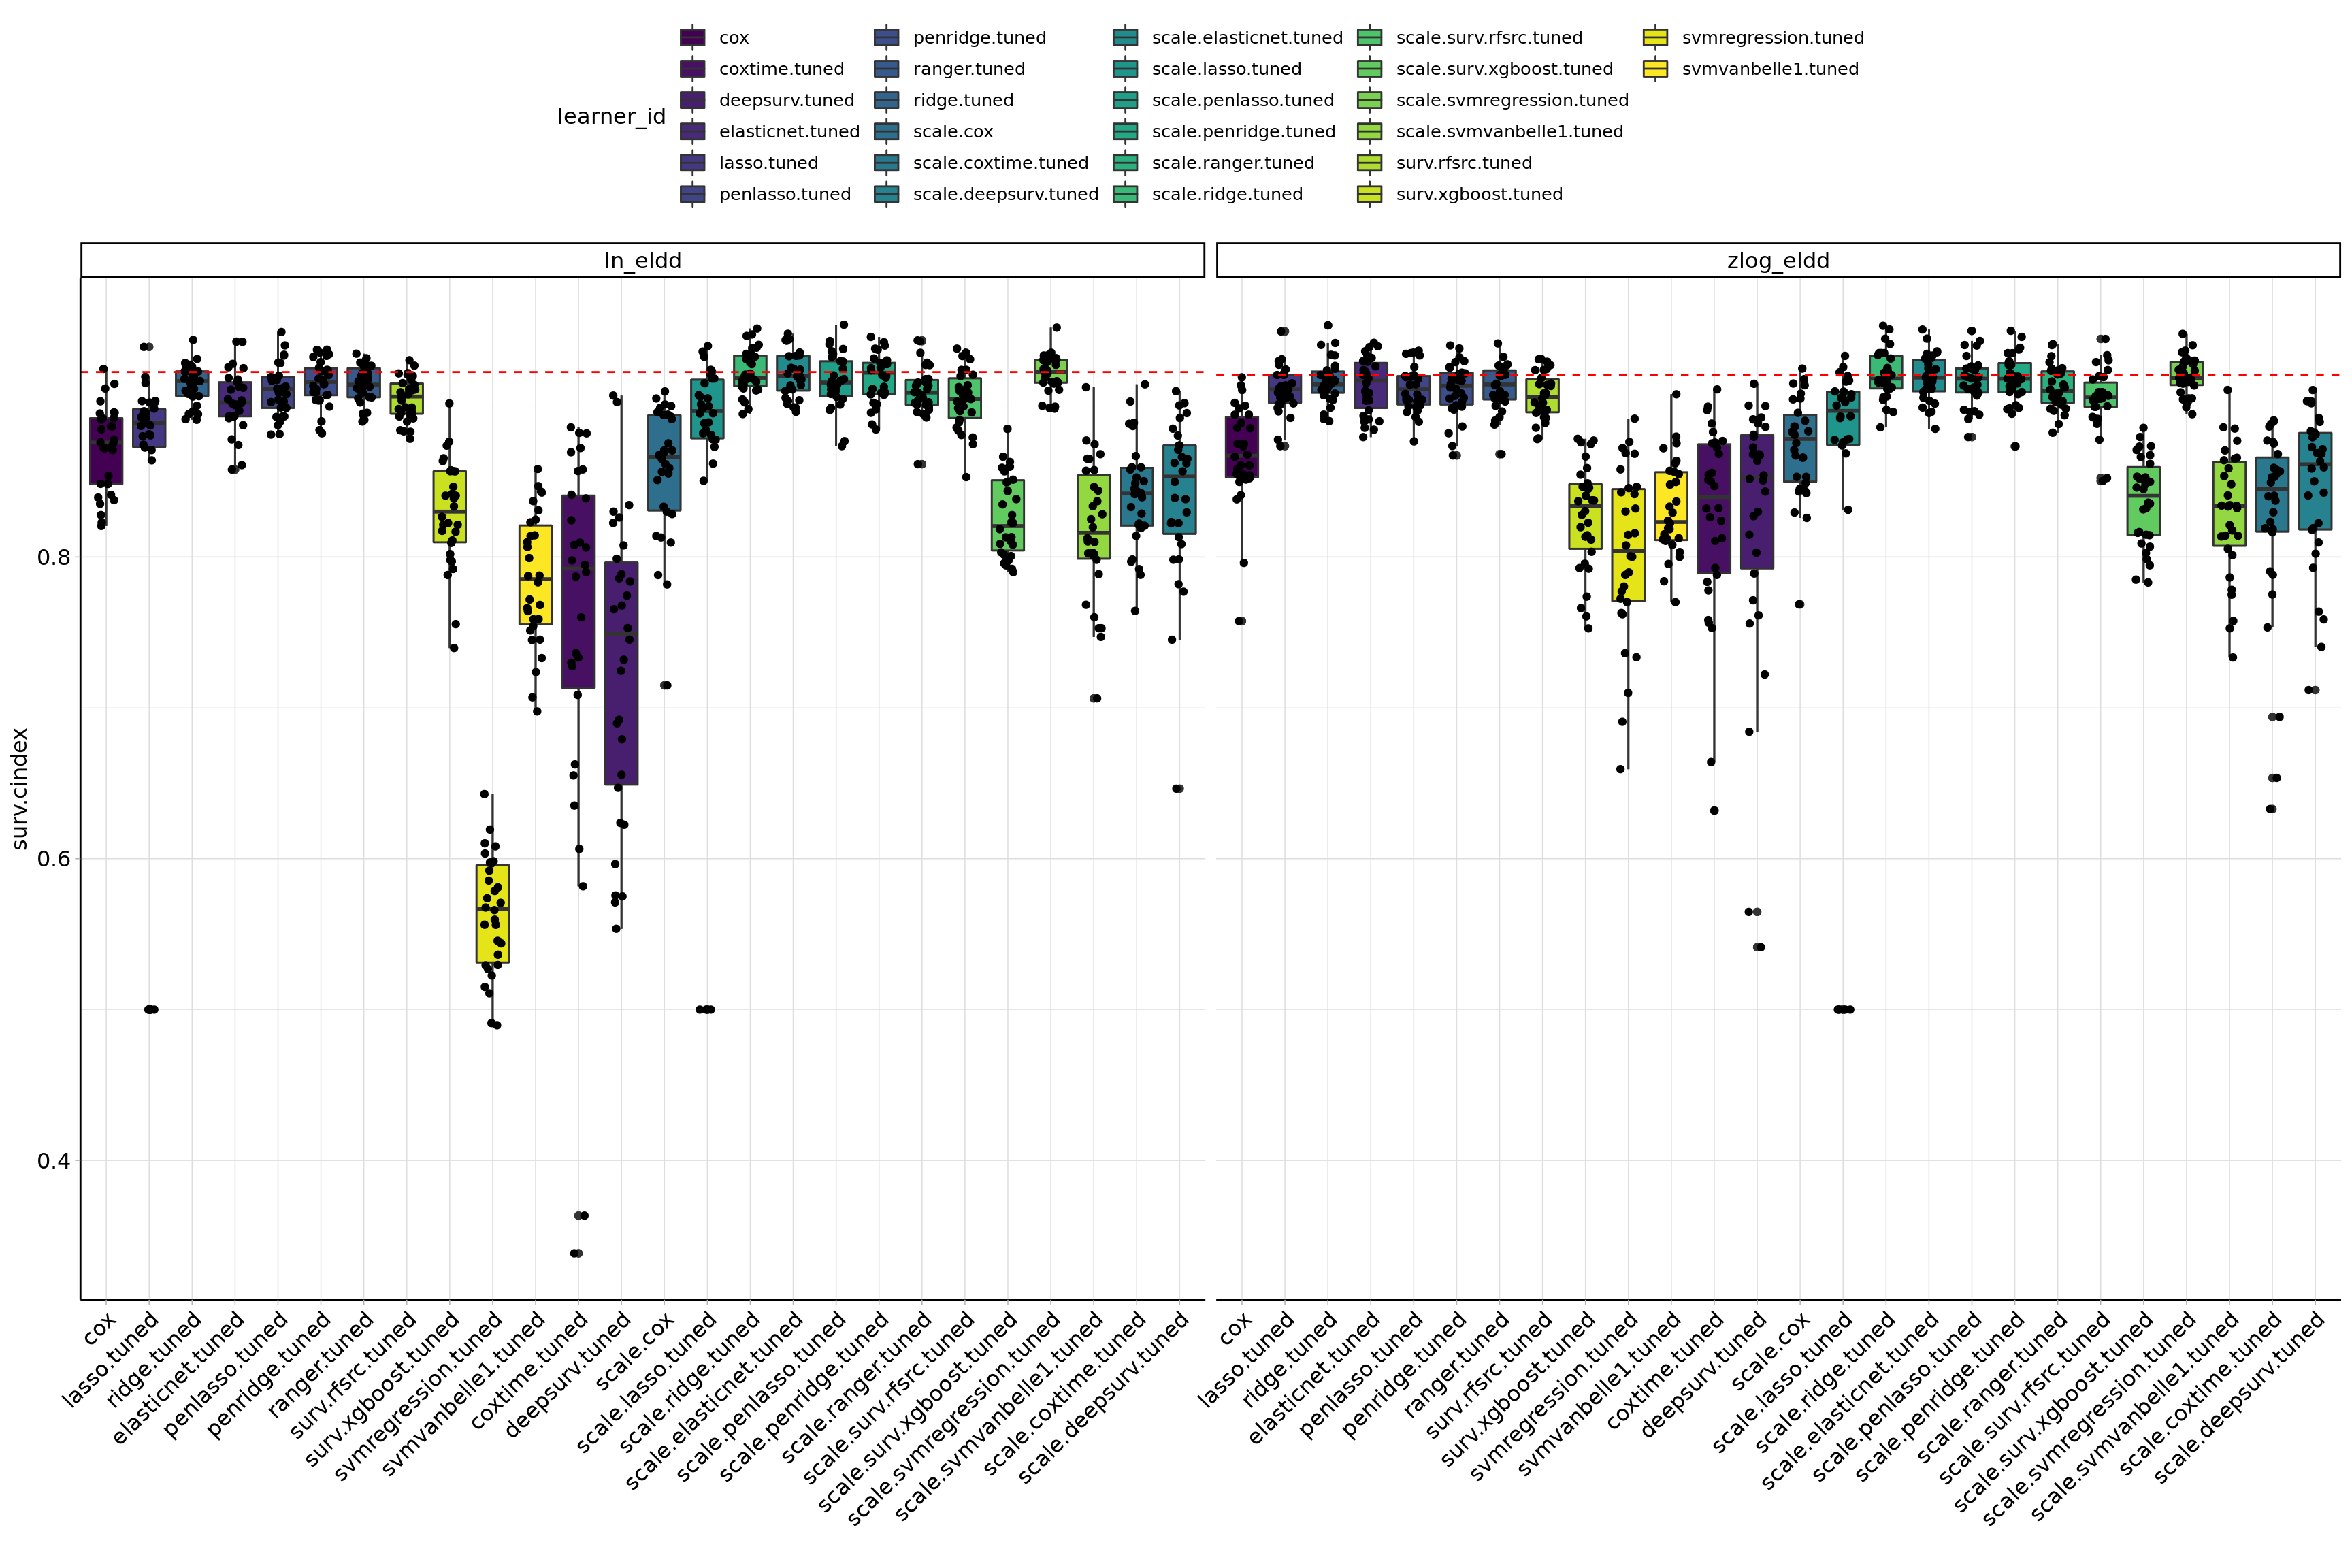 learner_id
cox
coxtime.tuned
deepsurv.tuned
elasticnet.tuned
lasso.tuned
penlasso.tuned
penridge.tuned
ranger.tuned
ridge.tuned
scale.cox
scale.coxtime.tuned
scale.deepsurv.tuned
scale.elasticnet.tuned
scale.lasso.tuned
scale.penlasso.tuned
scale.penridge.tuned
scale.ranger.tuned
scale.ridge.tuned
scale.surv.rfsrc.tuned
scale.surv.xgboost.tuned
scale.svmregression.tuned
scale.svmvanbelle1.tuned
surv.rfsrc.tuned
surv.xgboost.tuned
svmregression.tuned
svmvanbelle1.tuned
ln_eldd
zlog_eldd
surv.cindex
0.8
0.6
0.4
cox
lasso.tuned
ridge.tuned
elasticnet.tuned
penlasso.tuned
penridge.tuned
ranger.tuned
surv.rfsrc.tuned
surv.xgboost.tuned
svmregression.tuned
svmvanbelle1.tuned
coxtime.tuned
deepsurv.tuned
scale.cox
scale.lasso.tuned
scale.ridge.tuned
scale.elasticnet.tuned
scale.penlasso.tuned
scale.penridge.tuned
scale.ranger.tuned
scale.surv.rfsrc.tuned
scale.surv.xgboost.tuned
scale.svmregression.tuned
scale.svmvanbelle1.tuned
scale.coxtime.tuned
scale.deepsurv.tuned
cox
lasso.tuned
ridge.tuned
elasticnet.tuned
penlasso.tuned
penridge.tuned
ranger.tuned
surv.rfsrc.tuned
surv.xgboost.tuned
svmregression.tuned
svmvanbelle1.tuned
coxtime.tuned
deepsurv.tuned
scale.cox
scale.lasso.tuned
scale.ridge.tuned
scale.elasticnet.tuned
scale.penlasso.tuned
scale.penridge.tuned
scale.ranger.tuned
scale.surv.rfsrc.tuned
scale.surv.xgboost.tuned
scale.svmregression.tuned
scale.svmvanbelle1.tuned
scale.coxtime.tuned
scale.deepsurv.tuned